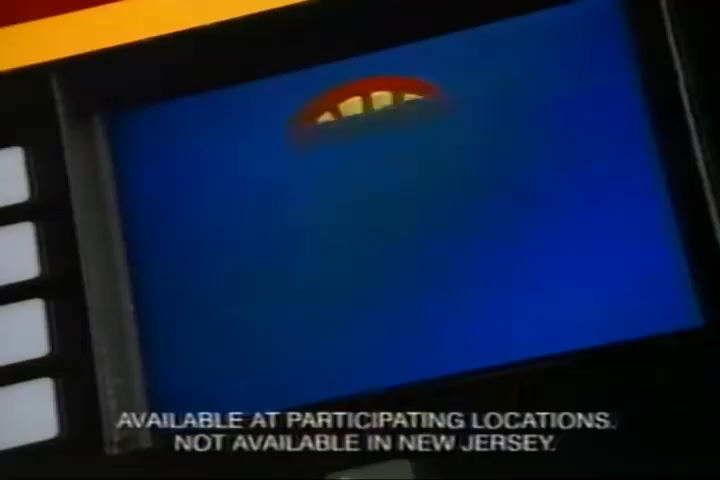 AVAILABLE AT PARTICIPATING LOCATIONS.
NOT AVAILABLE IN NEW JERSEY.